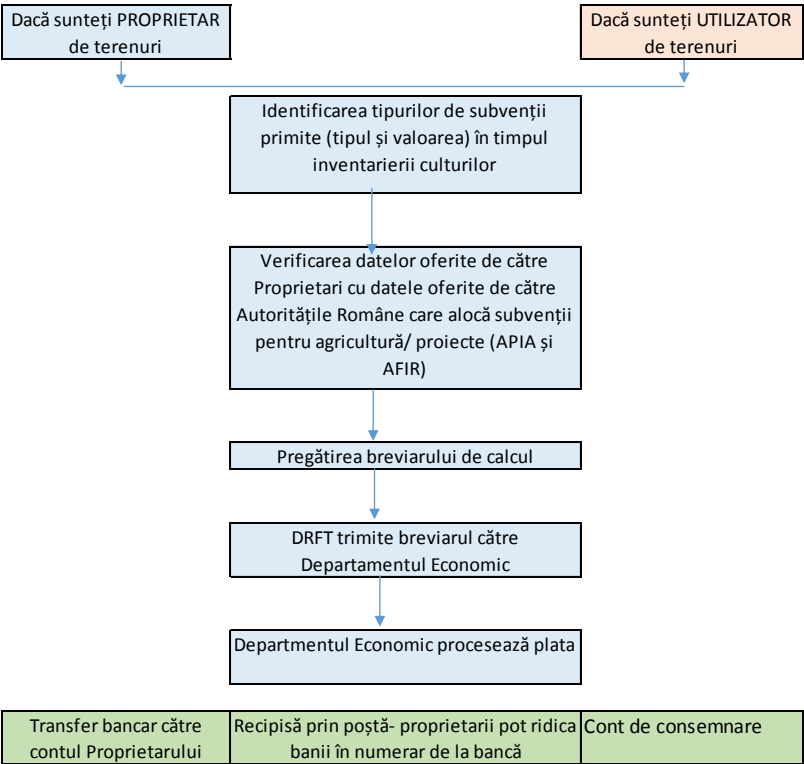 Dacă sunteți PROPRIETAR
de terenuri
Dacă sunteți UTILIZATOR
de terenuri
Identificarea tipurilor de subvenții
primite (tipul și valoarea) în timpul
inventarierii culturilor
Verificarea datelor oferite de către
Proprietari cu datele oferite de către
Autoritățile Române care alocă subvenții
pentru agricultură/ proiecte (APIA și
AFIR)
Pregătirea breviarului de calcul
DRFT trimite breviarul către
Departamentul Economic
Departmentul Economic procesează plata
Transfer bancar către
contul Proprietarului
Recipisă prin poștă- proprietarii pot ridica
banii în numerar de la bancă
Cont de consemnare